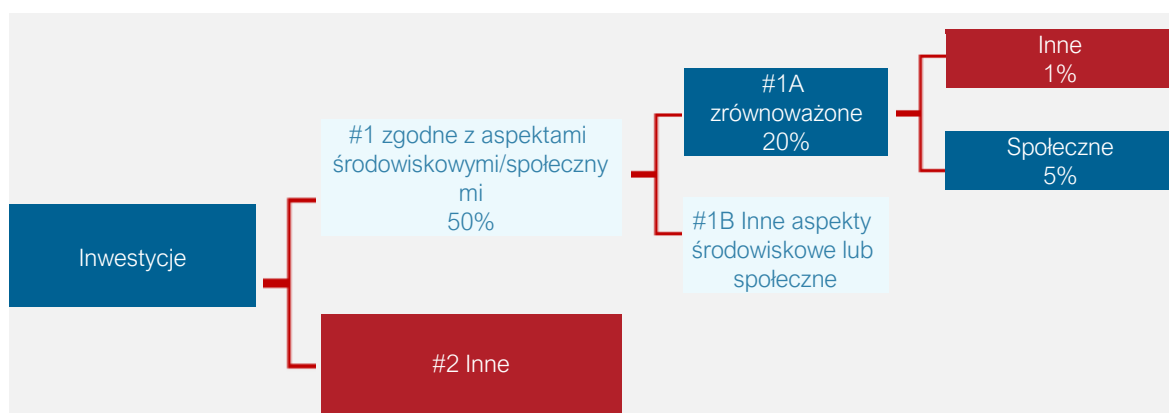 Inwestycje
#1 zgodne z aspektami
środowiskowymi/społeczny
mi
50%
#2 Inne
#1A
zrównoważone
20%
#1B Inne aspekty
środowiskowe lub
społeczne
Inne
1%
Społeczne
5%